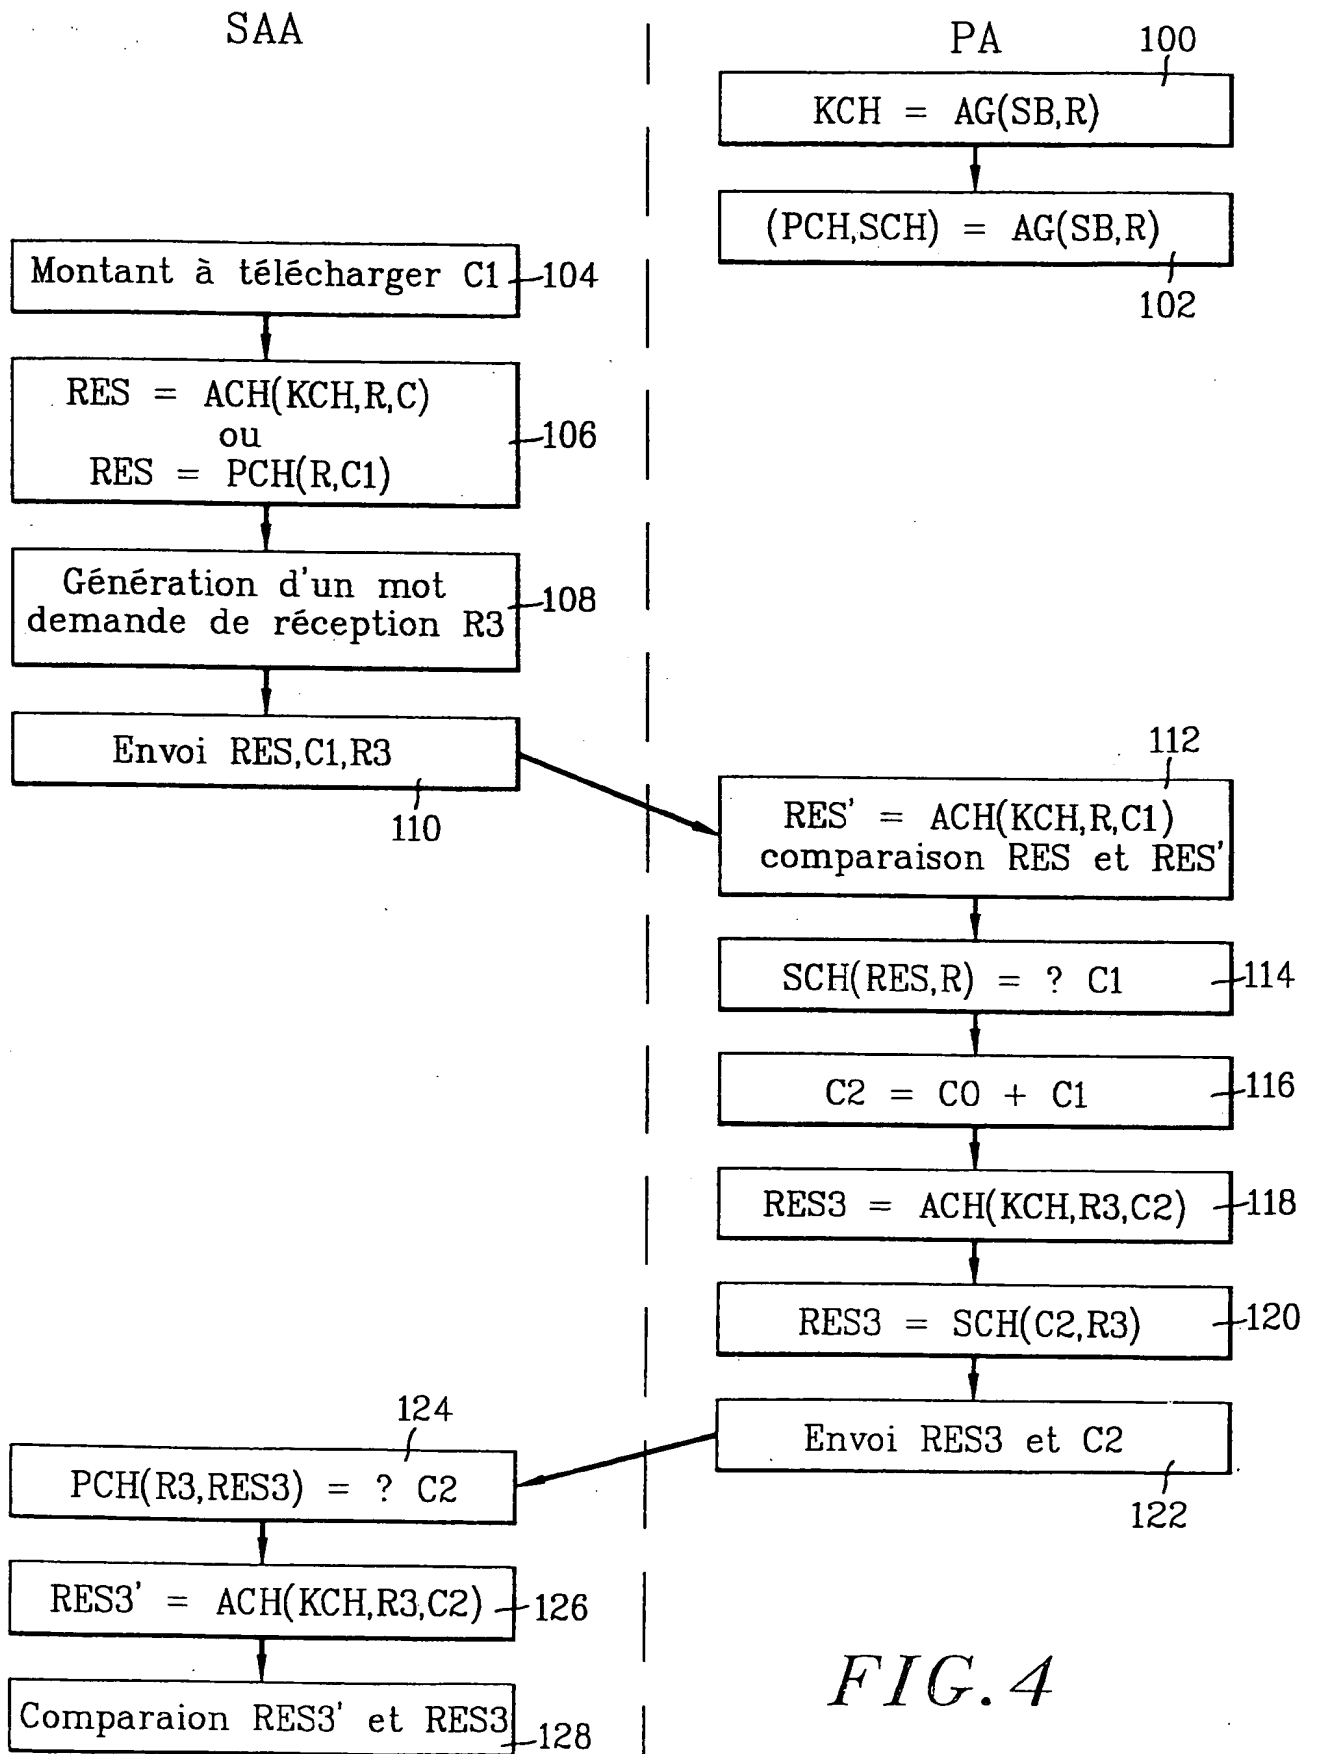 SAA
PA
100
KCH = AG(SB,R)
(PCH,SCH) = AG(SB,R)
102
Montant à télécharger C1
104
RES = ACH(KCH,R,C)
ou
RES = PCH(R,C1)
106
Génération d'un mot
demande de réception R3
108
Envoi RES,C1,R3
110
112
RES' = ACH(KCH,R,C1)
comparaison RES et RES'
SCH(RES,R) = ? C1
114
C2 = C0 + C1
116
RES3 = ACH(KCH,R3,C2)
118
RES3 = SCH(C2,R3)
120
Envoi RES3 et C2
122
124
PCH(R3,RES3) = ? C2
RES3' = ACH(KCH,R3,C2)
126
Comparaion RES3' et RES3
128
FIG.4